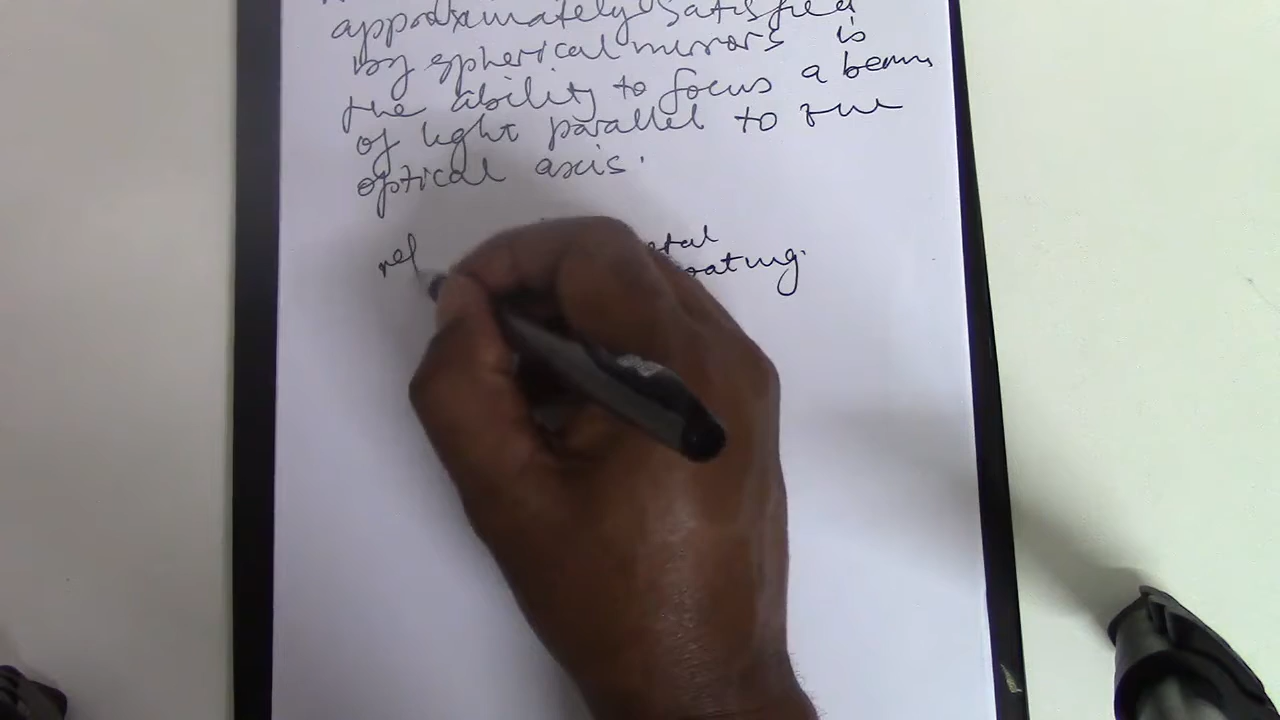 approximately satisfied
by spherical mirrors is
the ability to focus a beam
of light parallel to the
optical axis.
ref
coating.